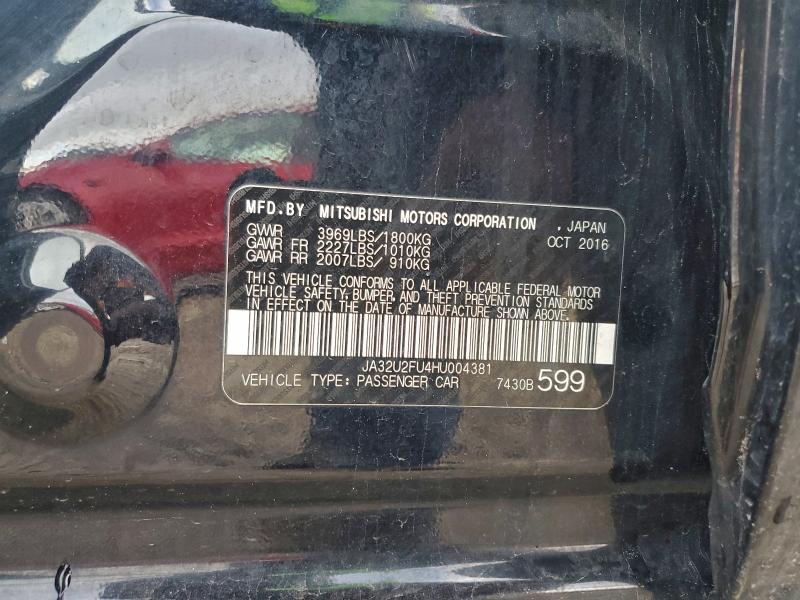 MFD.BY MITSUBISHI MOTORS CORPORATION , JAPAN
GVWR 3969LBS/1800KG OCT 2016
GAWR FR 2227LBS/1010KG
GAWR RR 2007LBS/ 910KG
THIS VEHICLE CONFORMS TO ALL APPLICABLE FEDERAL MOTOR
VEHICLE SAFETY, BUMPER, AND THEFT PREVENTION STANDARDS
IN EFFECT ON THE DATE OF MANUFACTURE SHOWN ABOVE.
JA32U2FU4HU004381
VEHICLE TYPE: PASSENGER CAR 7430B 599